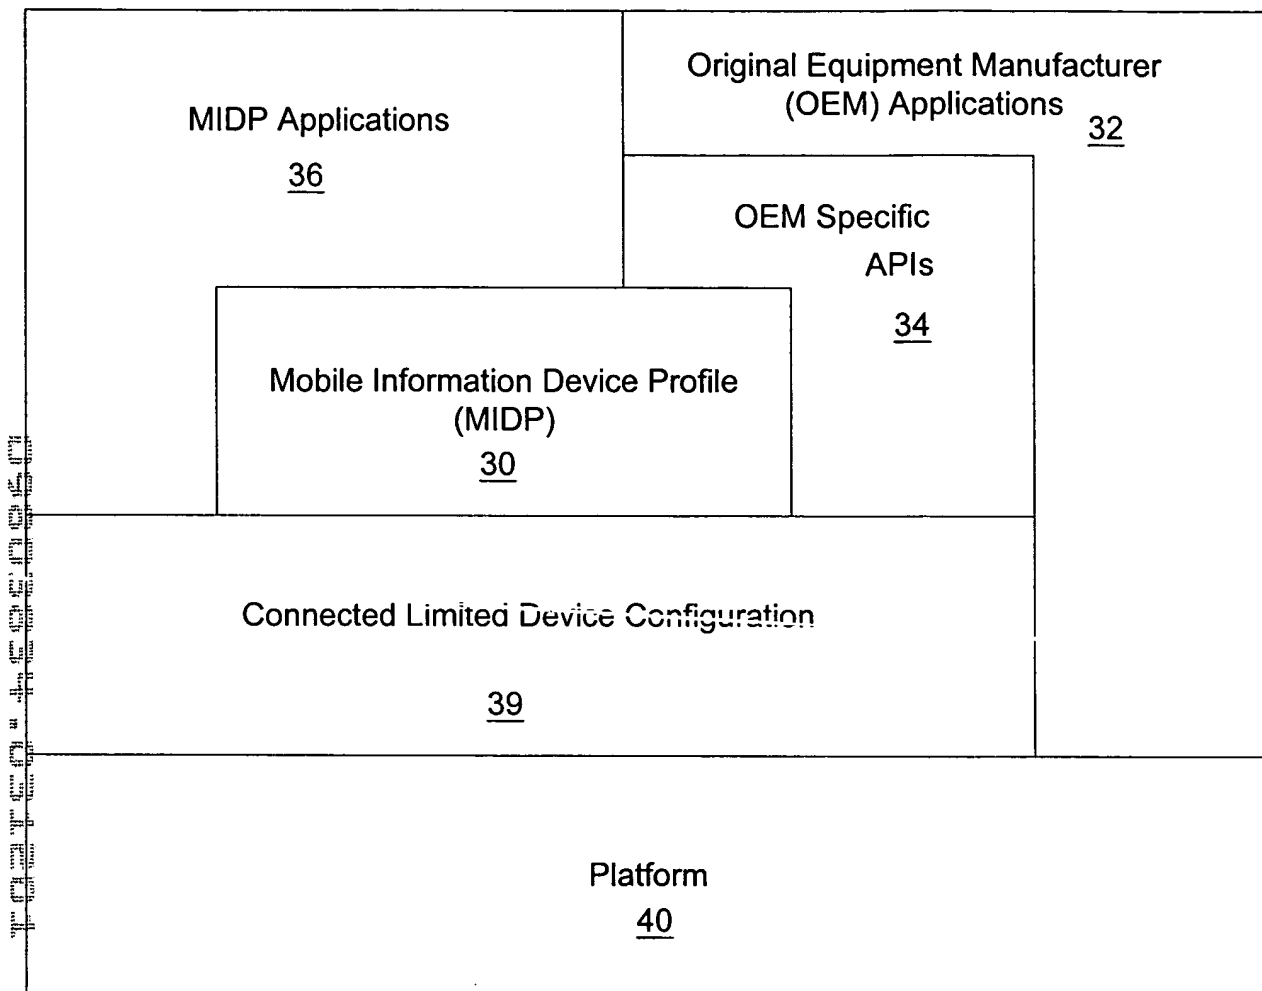 MIDP Applications
36
Original Equipment Manufacturer
(OEM) Applications
32
OEM Specific
APIs
34
Mobile Information Device Profile
(MIDP)
30
Connected Limited Device Configuration
39
Platform
40